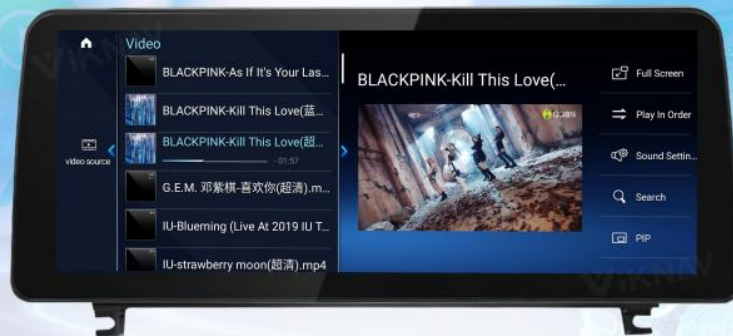 Video
video source
BLACKPINK-As If It's Your Las...
BLACKPINK-Kill This Love(蓝...
BLACKPINK-Kill This Love(超...
-01:57
G.E.M. 邓紫棋-喜欢你(超清).m...
IU-Blueming (Live At 2019 IU T...
IU-strawberry moon(超清).mp4
BLACKPINK-Kill This Love(...
Full Screen
Play In Order
Sound Settin...
Search
PIP
VIKNAV
VIKNAV